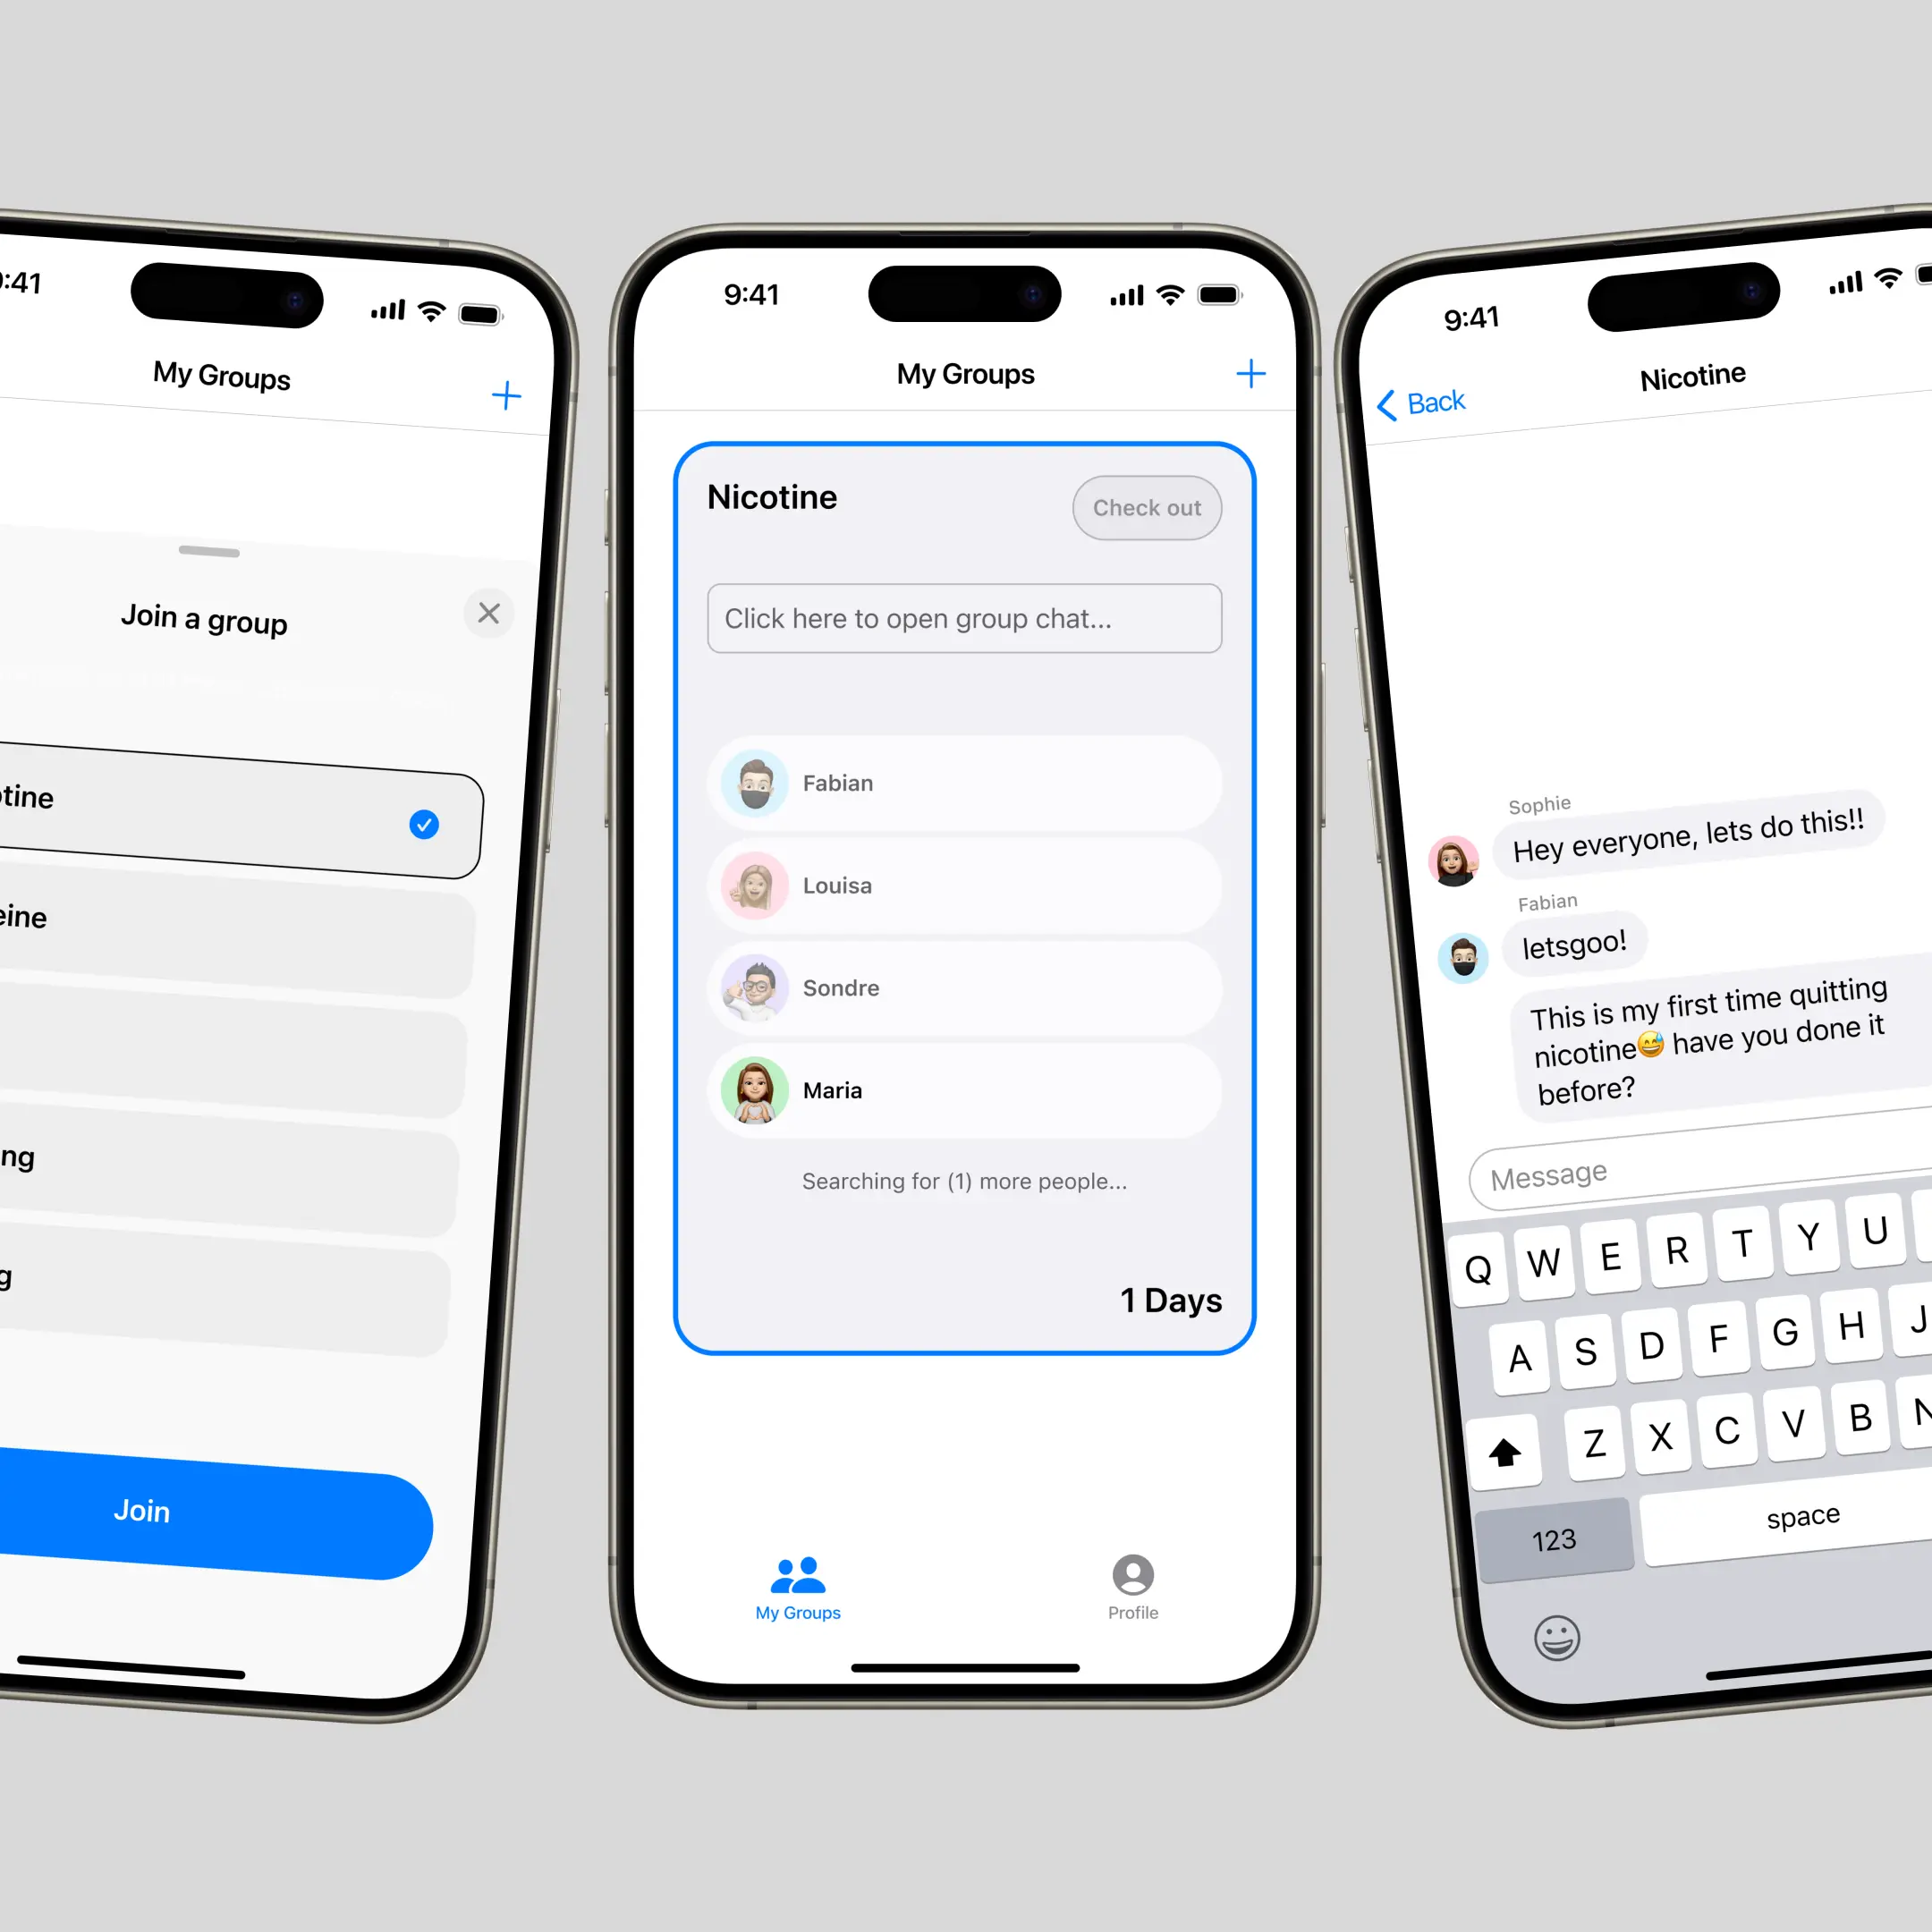 :41
My Groups
Join a group
otine
eine
ng
g
Join
9:41
My Groups
Nicotine
Check out
Click here to open group chat...
Fabian
Louisa
Sondre
Maria
Searching for (1) more people...
1 Days
My Groups
Profile
9:41
Back
Nicotine
Sophie
Hey everyone, lets do this!!
Fabian
letsgoo!
This is my first time quitting
nicotine😅 have you done it
before?
Message
Q W E R T Y U
A S D F G H J
Z X C V B N
123
space